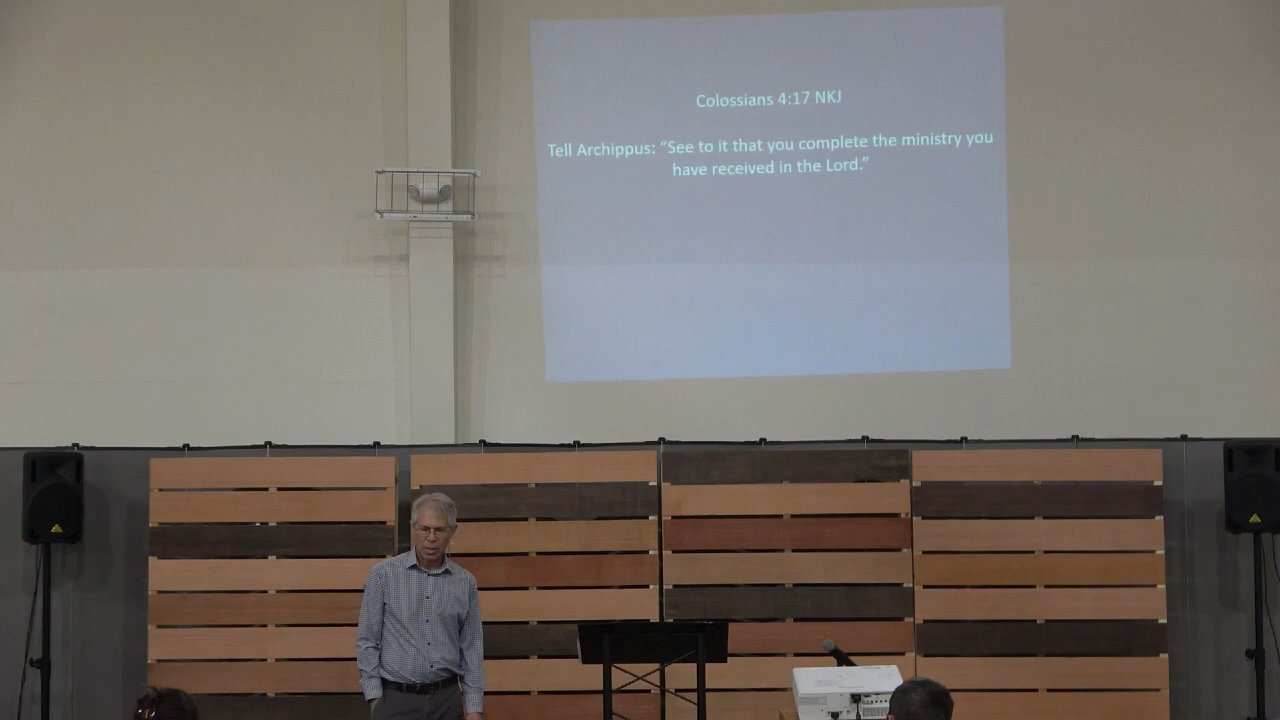 Colossians 4:17 NKJ
Tell Archippus: “See to it that you complete the ministry you
have received in the Lord.”